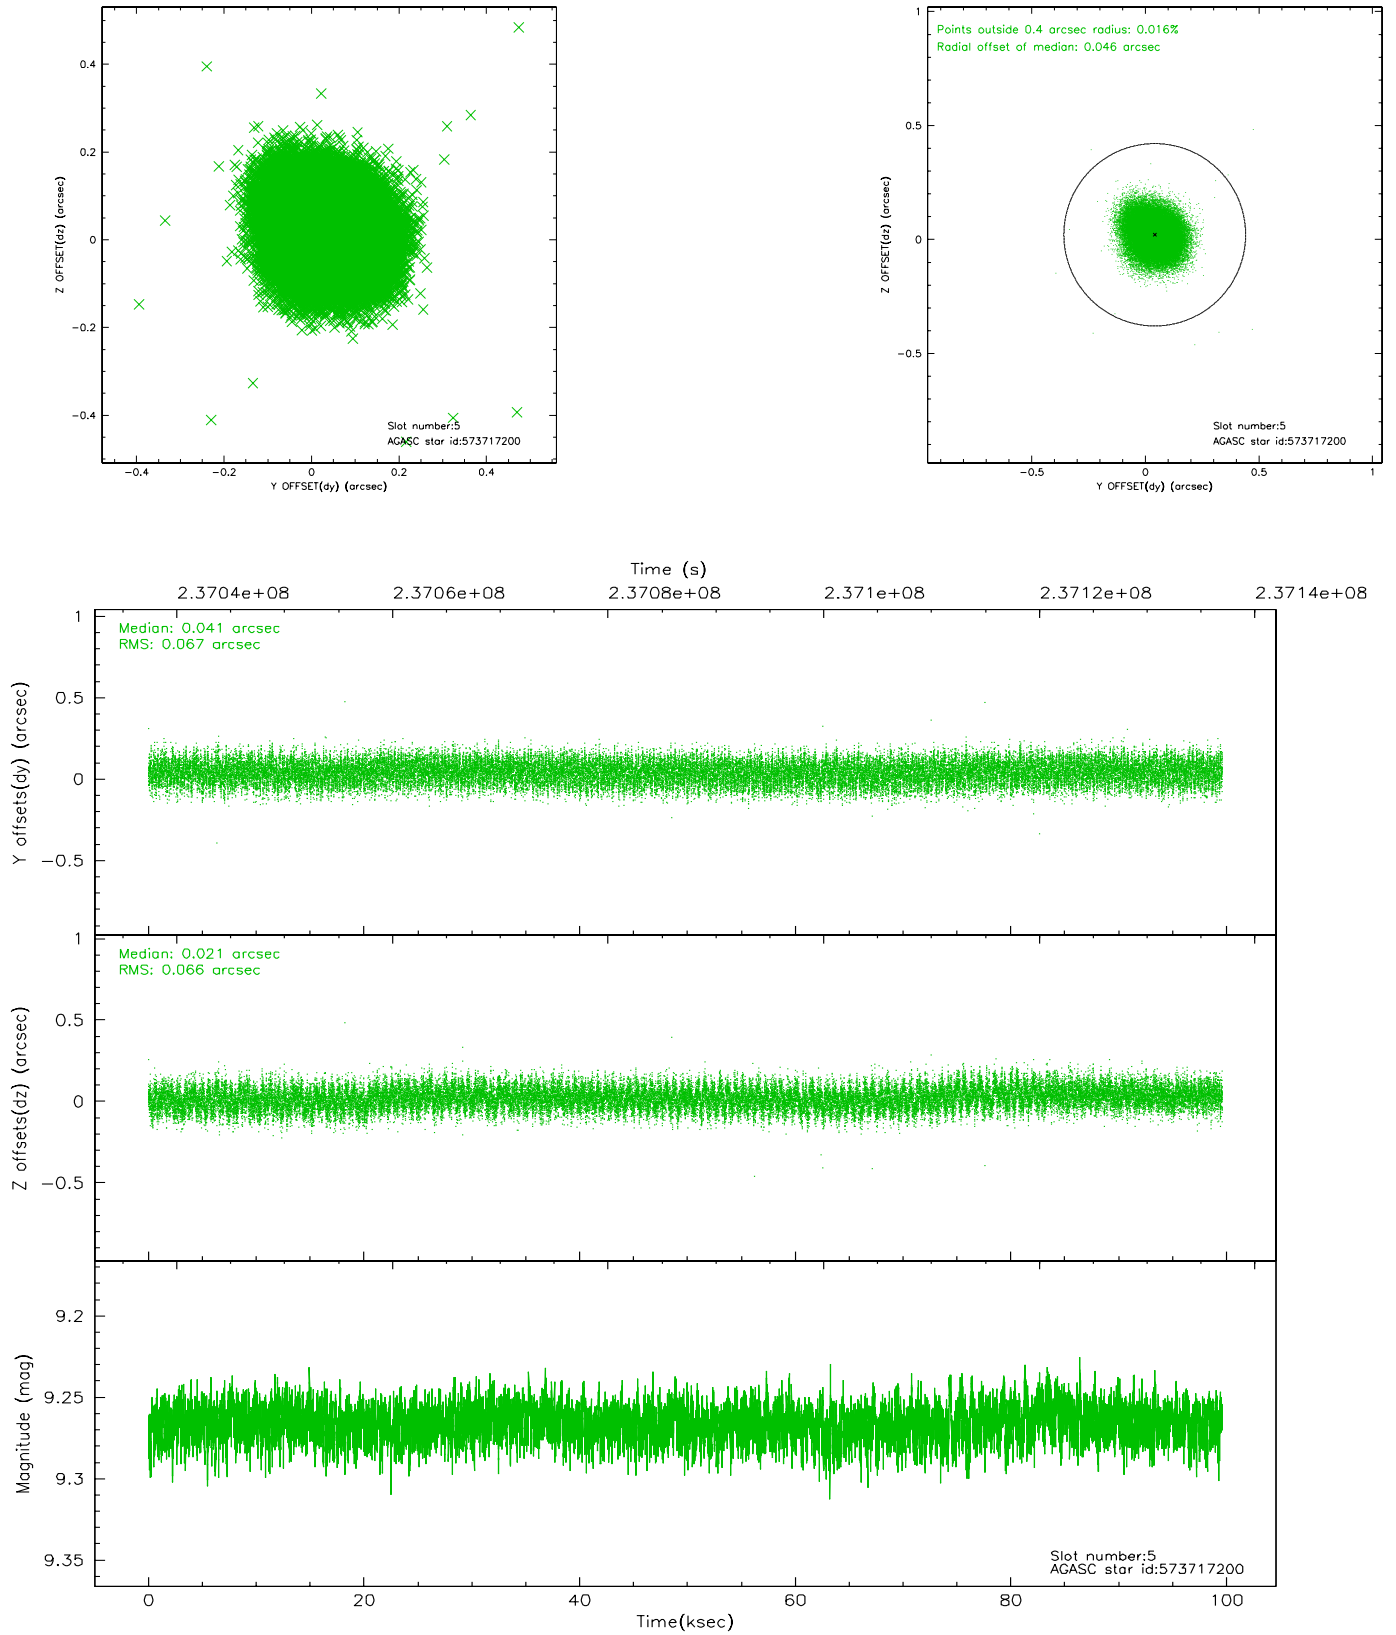 0.4
0.2
0
−0.2
−0.4
Z OFFSET(dz) (arcsec)
Slot number:5
AGASC star id:573717200
−0.4 −0.2 0 0.2 0.4
Y OFFSET(dy) (arcsec)
Points outside 0.4 arcsec radius: 0.016%
Radial offset of median: 0.046 arcsec
1
0.5
0
−0.5
Z OFFSET(dz) (arcsec)
Slot number:5
AGASC star id:573717200
−0.5 0 0.5 1
Y OFFSET(dy) (arcsec)
Time (s)
2.3704e+08 2.3706e+08 2.3708e+08 2.371e+08 2.3712e+08 2.3714e+08
Median: 0.041 arcsec
RMS: 0.067 arcsec
1
0.5
0
−0.5
Y offsets(dy) (arcsec)
Median: 0.021 arcsec
RMS: 0.066 arcsec
1
0.5
0
−0.5
Z offsets(dz) (arcsec)
9.2
9.25
9.3
9.35
Magnitude (mag)
Slot number:5
AGASC star id:573717200
0 20 40 60 80 100
Time(ksec)